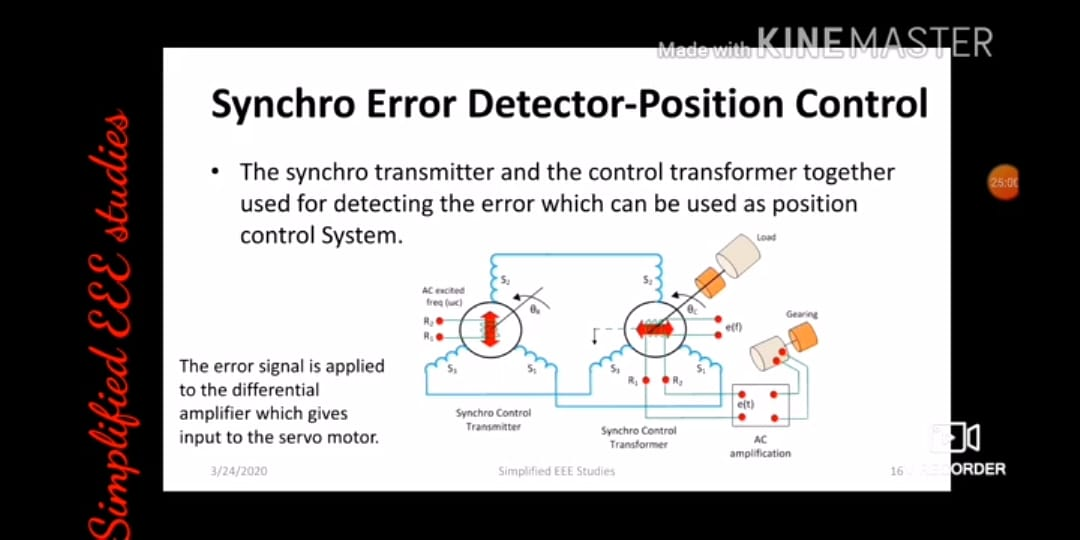 Made with KINEMASTER
Synchro Error Detector-Position Control
• The synchro transmitter and the control transformer together
used for detecting the error which can be used as position
control System.
Simplified EEE studies
25:00
Load
S₂
S₂
AC excited
freq (ωc)
θR
θC
R₂
R₁
e(f)
Gearing
The error signal is applied
to the differential
amplifier which gives
input to the servo motor.
S₃
S₁
S₃
S₁
R₁
R₂
e(t)
Synchro Control
Transmitter
Synchro Control
Transformer
AC
amplification
3/24/2020
Simplified EEE Studies
16
RECORDER